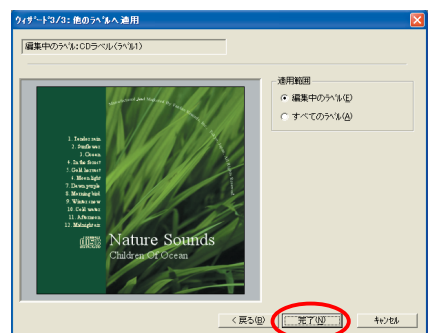 ウィザード3/3: 他のラベルへ適用
編集中のラベル:CDラベル(ラベル1)
適用範囲
編集中のラベル(E)
すべてのラベル(A)
1. Tender rain
2. Sunflower
3. Ocean
4. In the forest
5. Gold harvest
6. Moon light
7. Dawn purple
8. Morning bird
9. Winter snow
10. Cold water
11. Afternoon
12. Midnight sun
Nature Sounds
Children Of Ocean
< 戻る(B)
完了(N)
キャンセル